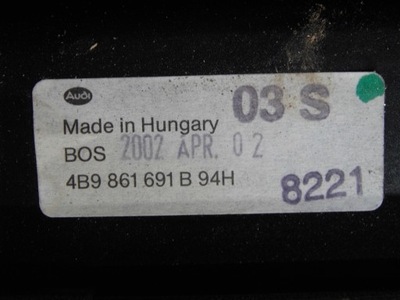 Audi
03 S
Made in Hungary
BOS 2002 APR. 02
4B9 861 691 B 94H
8221